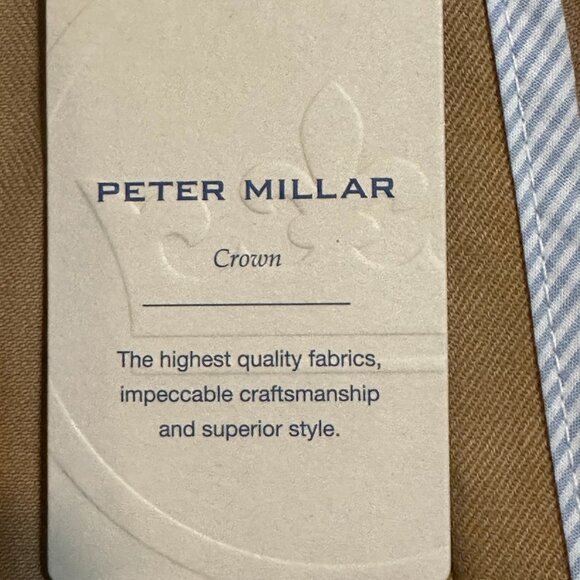 PETER MILLAR
Crown
The highest quality fabrics,
impeccable craftsmanship
and superior style.